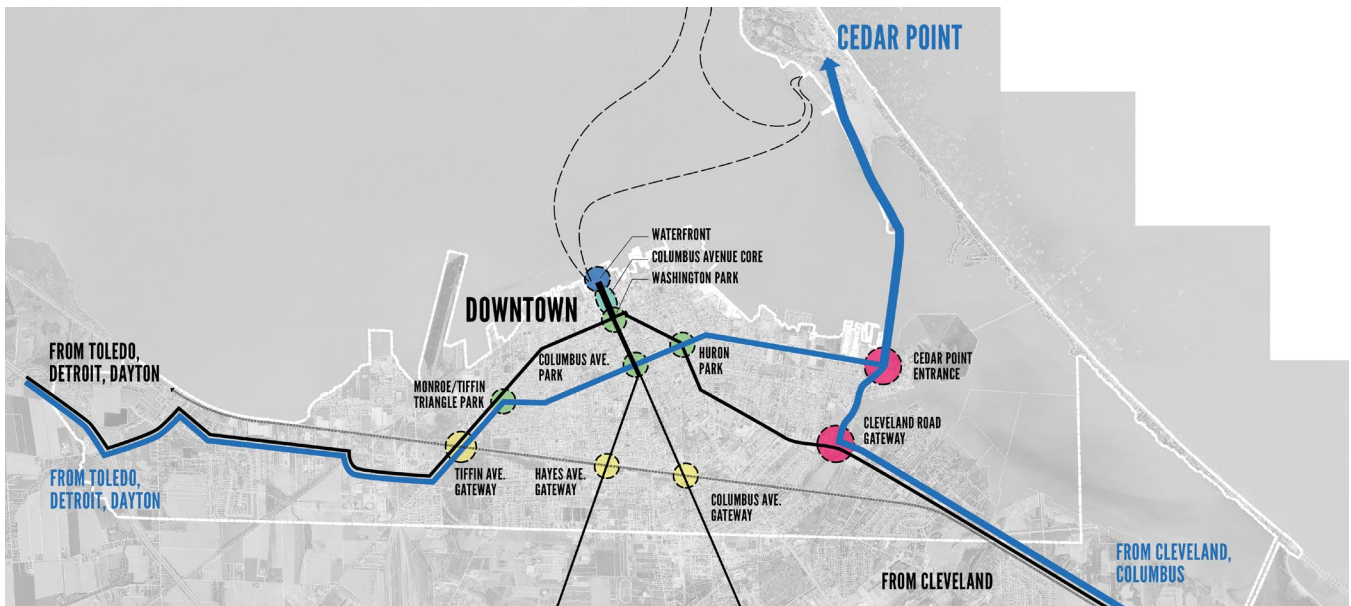 CEDAR POINT
WATERFRONT
COLUMBUS AVENUE CORE
WASHINGTON PARK
DOWNTOWN
FROM TOLEDO,
DETROIT, DAYTON
COLUMBUS AVE.
PARK
HURON
PARK
CEDAR POINT
ENTRANCE
MONROE/TIFFIN
TRIANGLE PARK
CLEVELAND ROAD
GATEWAY
FROM TOLEDO,
DETROIT, DAYTON
TIFFIN AVE.
GATEWAY
HAYES AVE.
GATEWAY
COLUMBUS AVE.
GATEWAY
FROM CLEVELAND
FROM CLEVELAND,
COLUMBUS